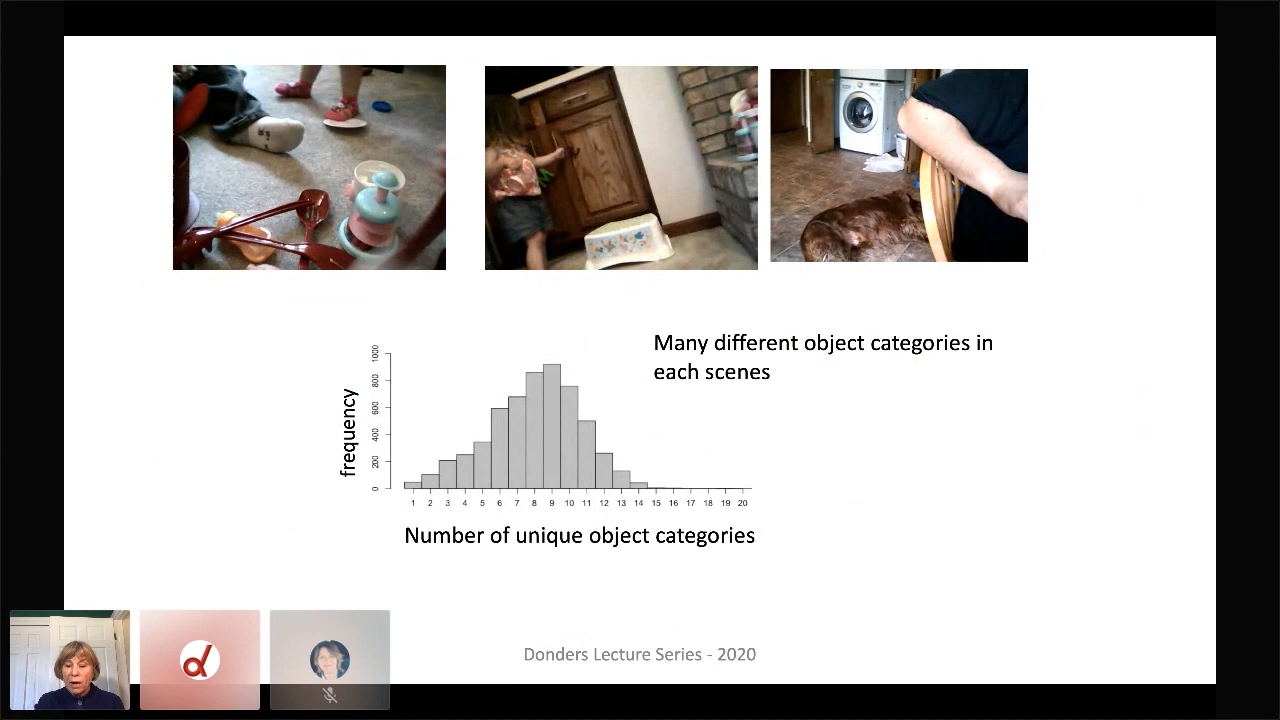 Many different object categories in
each scenes
frequency
1000
800
600
400
200
0
1 2 3 4 5 6 7 8 9 10 11 12 13 14 15 16 17 18 19 20
Number of unique object categories
Donders Lecture Series - 2020